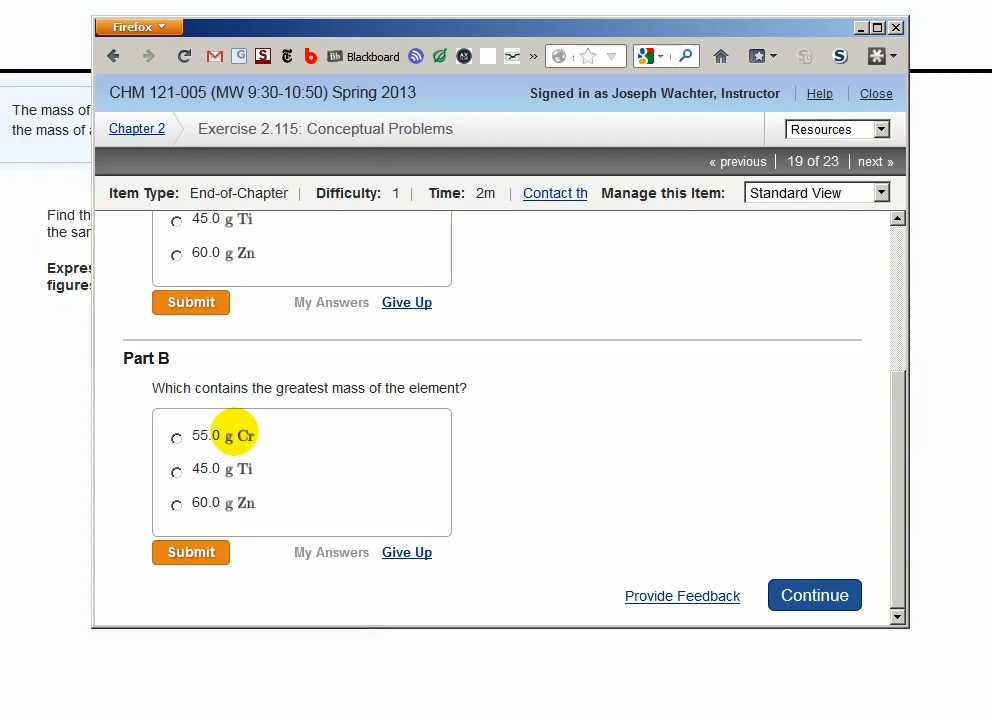 Firefox
Blackboard
CHM 121-005 (MW 9:30-10:50) Spring 2013
Signed in as Joseph Wachter, Instructor
Help
Close
Chapter 2
Exercise 2.115: Conceptual Problems
Resources
« previous
19 of 23
next »
Item Type: End-of-Chapter
Difficulty: 1
Time: 2m
Contact th
Manage this Item:
Standard View
The mass of
the mass of
Find th
the sar
Expres
figures
45.0 g Ti
60.0 g Zn
Submit
My Answers
Give Up
Part B
Which contains the greatest mass of the element?
55.0 g Cr
45.0 g Ti
60.0 g Zn
Submit
My Answers
Give Up
Provide Feedback
Continue